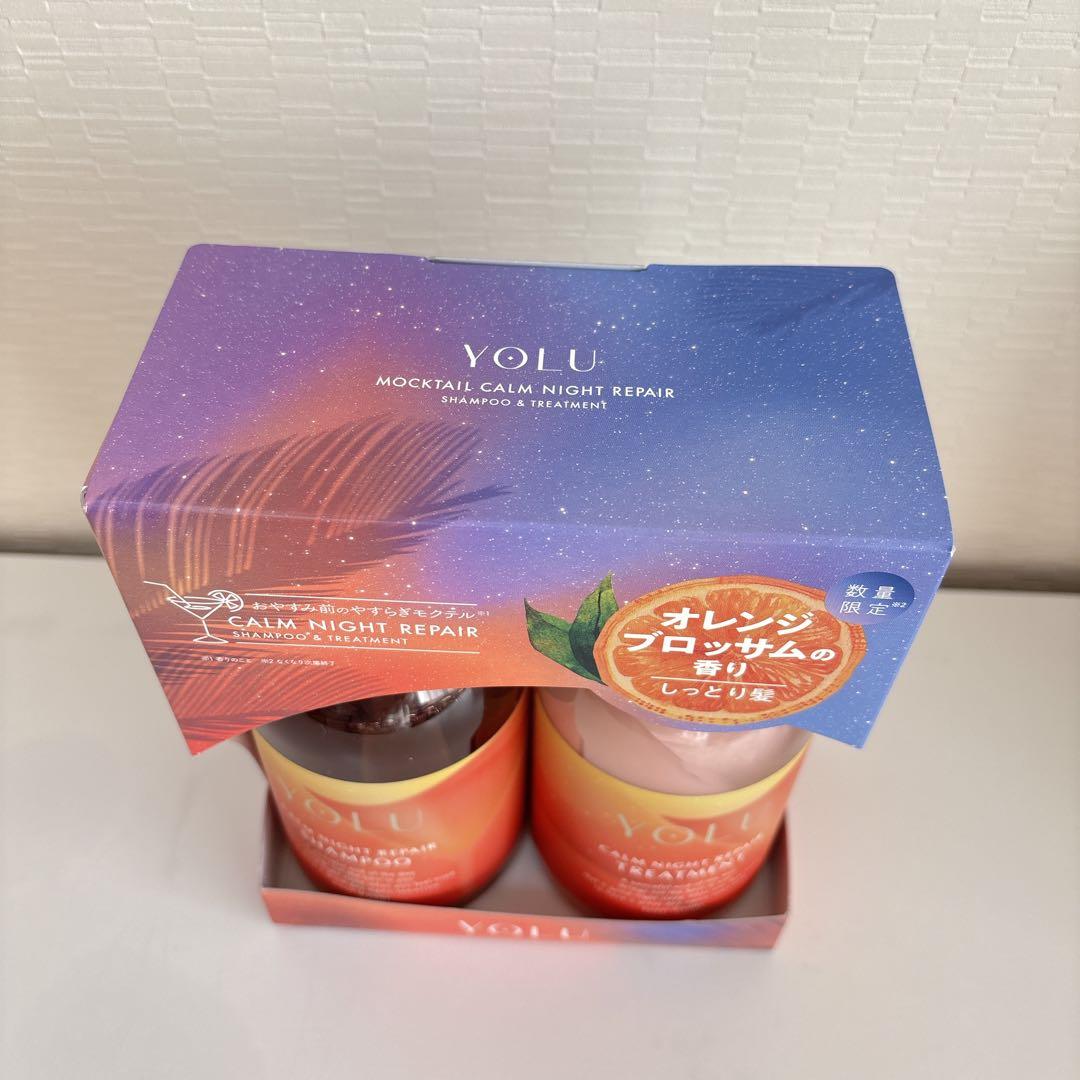 YOLU
MOCKTAIL CALM NIGHT REPAIR
SHAMPOO & TREATMENT
おやすみ前のやすらぎモクテル※1
CALM NIGHT REPAIR
SHAMPOO & TREATMENT
※1 香りのこと ※2 なくなり次第終了
数量
限定※2
オレンジ
ブロッサムの
香り
しっとり髪
YOLU
CALM NIGHT REPAIR
SHAMPOO
YOLU
CALM NIGHT REPAIR
TREATMENT
YOLU